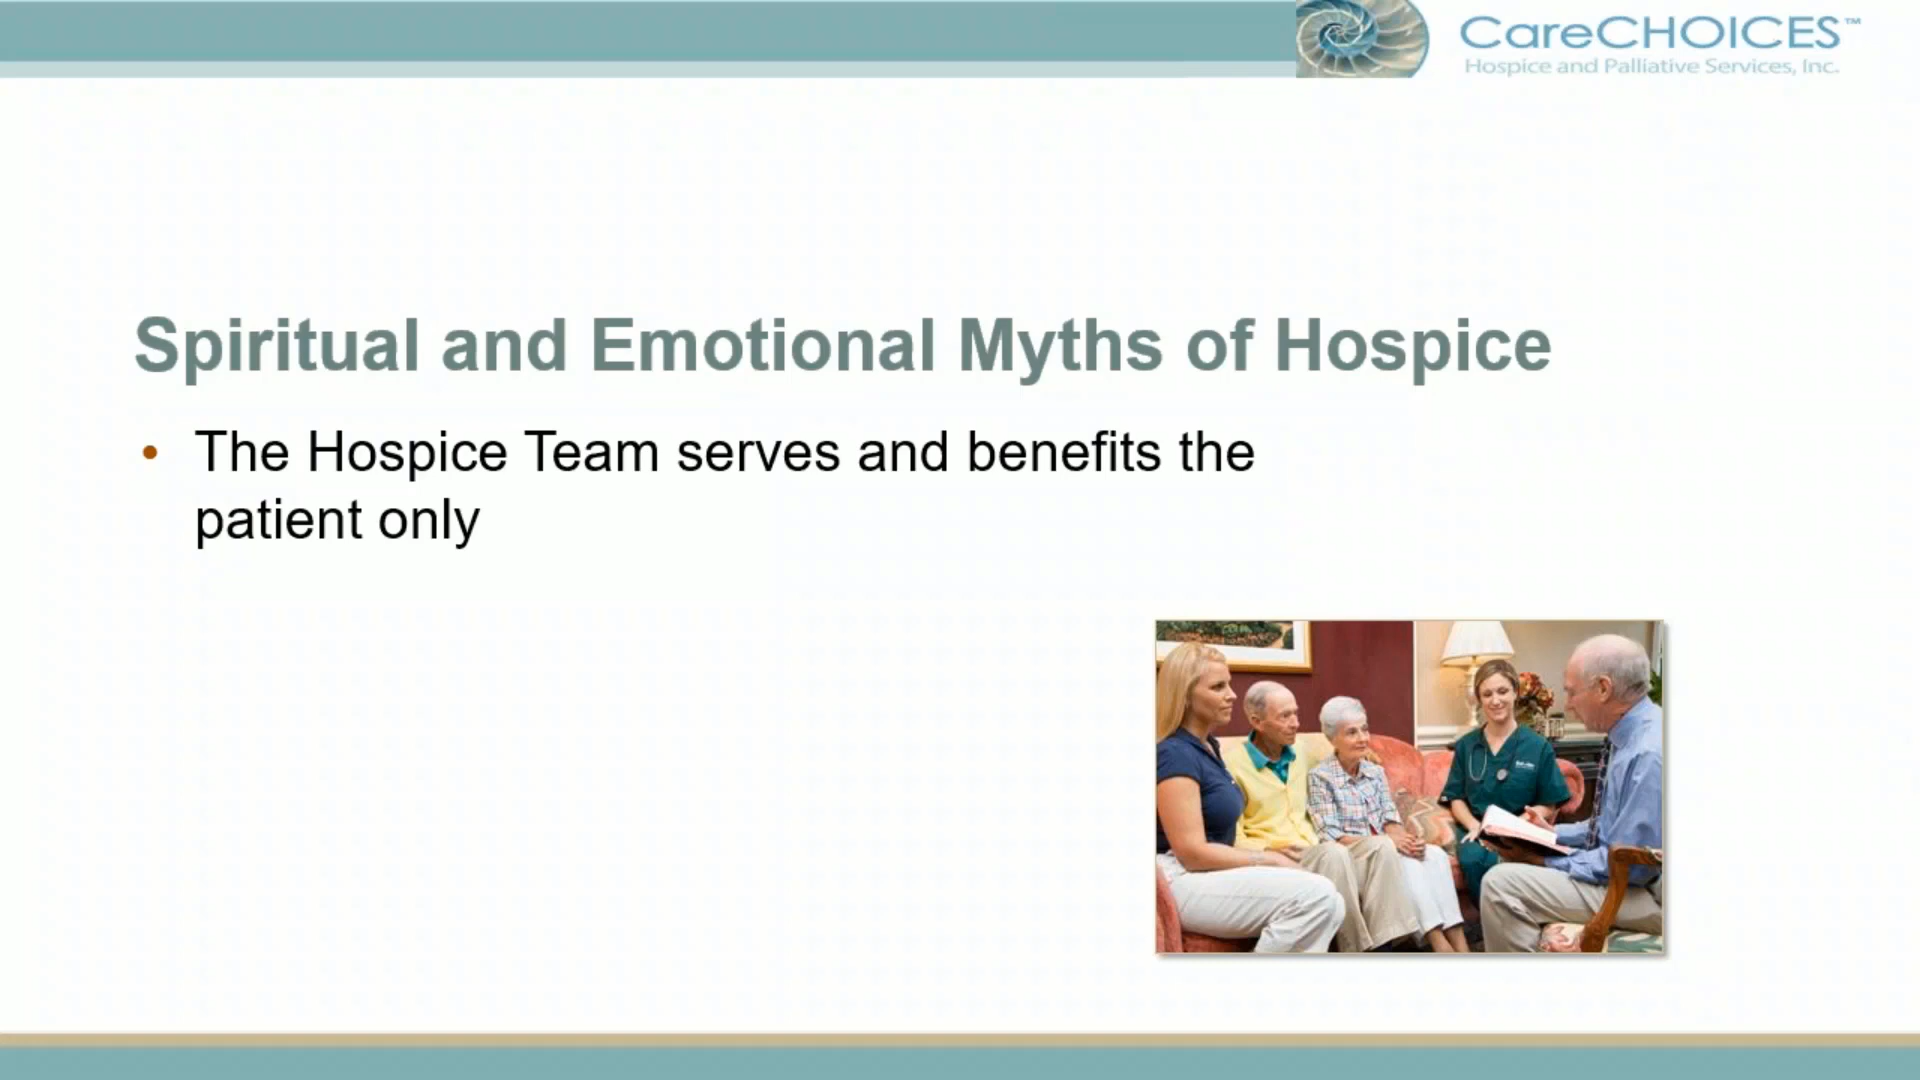 CareCHOICES™
Hospice and Palliative Services, Inc.
Spiritual and Emotional Myths of Hospice
• The Hospice Team serves and benefits the
patient only